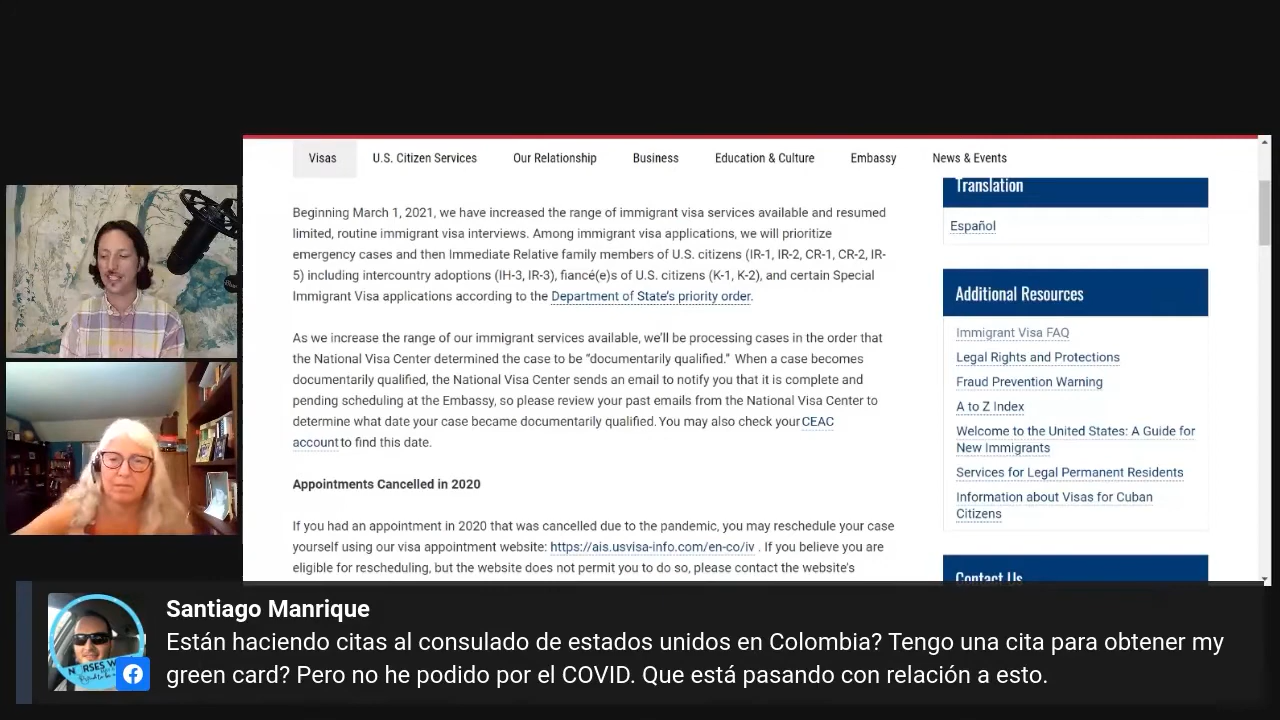 Visas
U.S. Citizen Services
Our Relationship
Business
Education & Culture
Embassy
News & Events
Beginning March 1, 2021, we have increased the range of immigrant visa services available and resumed
limited, routine immigrant visa interviews. Among immigrant visa applications, we will prioritize
emergency cases and then Immediate Relative family members of U.S. citizens (IR-1, IR-2, CR-1, CR-2, IR-
5) including intercountry adoptions (IH-3, IR-3), fiancé(e)s of U.S. citizens (K-1, K-2), and certain Special
Immigrant Visa applications according to the Department of State's priority order.
As we increase the range of our immigrant services available, we'll be processing cases in the order that
the National Visa Center determined the case to be “documentarily qualified.” When a case becomes
documentarily qualified, the National Visa Center sends an email to notify you that it is complete and
pending scheduling at the Embassy, so please review your past emails from the National Visa Center to
determine what date your case became documentarily qualified. You may also check your CEAC
account to find this date.
Appointments Cancelled in 2020
If you had an appointment in 2020 that was cancelled due to the pandemic, you may reschedule your case
yourself using our visa appointment website: https://ais.usvisa-info.com/en-co/iv . If you believe you are
eligible for rescheduling, but the website does not permit you to do so, please contact the website's
Translation
Español
Additional Resources
Immigrant Visa FAQ
Legal Rights and Protections
Fraud Prevention Warning
A to Z Index
Welcome to the United States: A Guide for
New Immigrants
Services for Legal Permanent Residents
Information about Visas for Cuban
Citizens
Contact Us
Santiago Manrique
Están haciendo citas al consulado de estados unidos en Colombia? Tengo una cita para obtener my
green card? Pero no he podido por el COVID. Que está pasando con relación a esto.